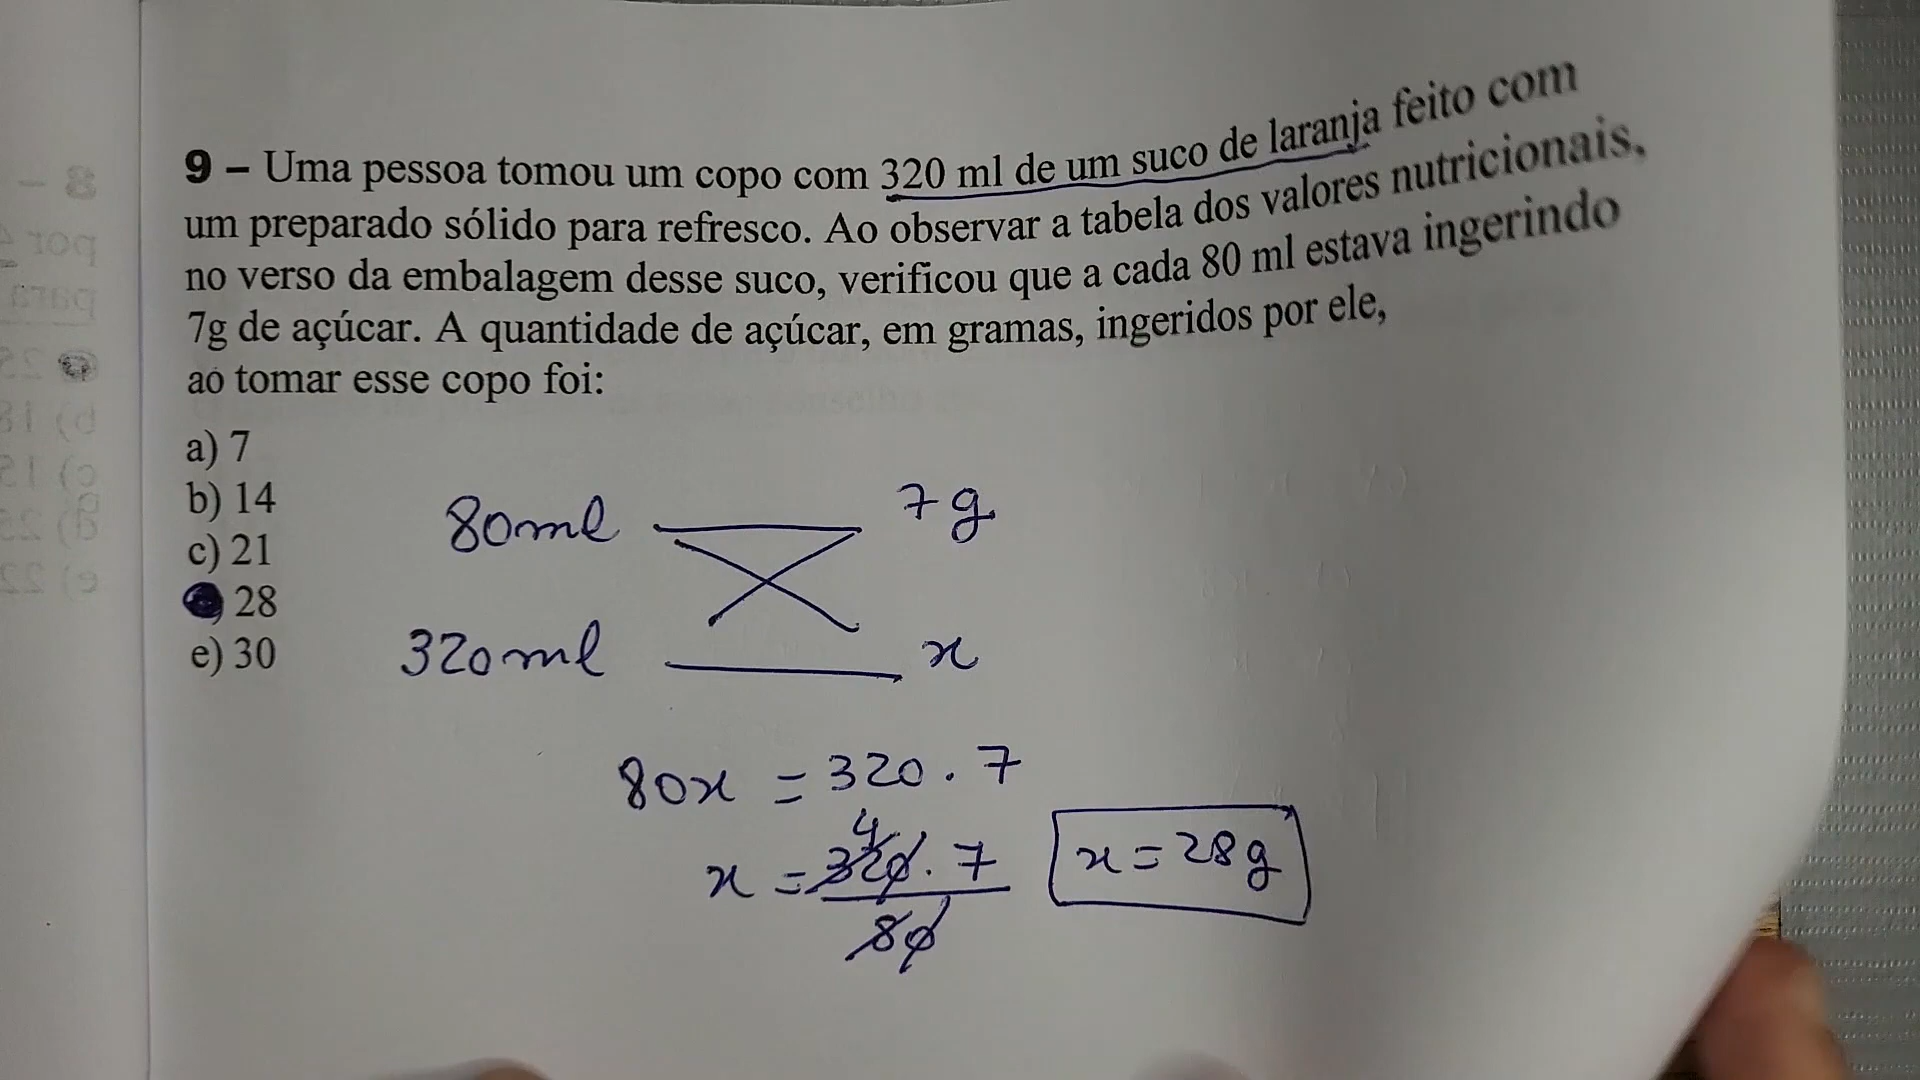 9 – Uma pessoa tomou um copo com 320 ml de um suco de laranja feito com
um preparado sólido para refresco. Ao observar a tabela dos valores nutricionais,
no verso da embalagem desse suco, verificou que a cada 80 ml estava ingerindo
7g de açúcar. A quantidade de açúcar, em gramas, ingeridos por ele,
ao tomar esse copo foi:
a) 7
b) 14
c) 21
28
e) 30
80ml 7g
320ml x
80x = 320 . 7
4
x = 320 . 7
80
x = 28g